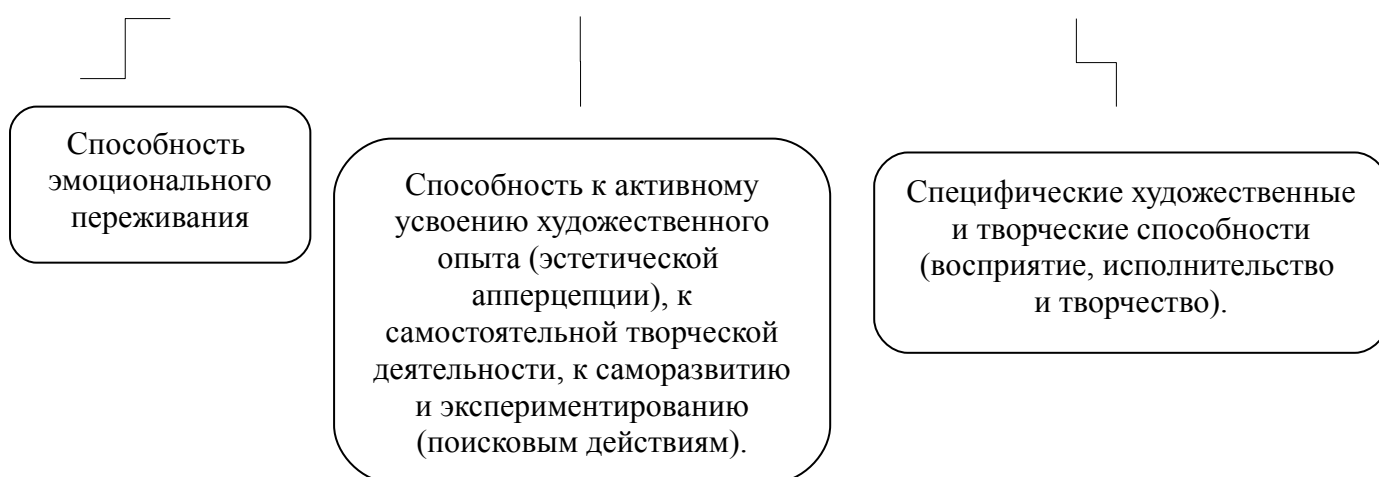 Способность
эмоционального
переживания
Способность к активному
усвоению художественного
опыта (эстетической
апперцепции), к
самостоятельной творческой
деятельности, к саморазвитию
и экспериментированию
(поисковым действиям).
Специфические художественные
и творческие способности
(восприятие, исполнительство
и творчество).